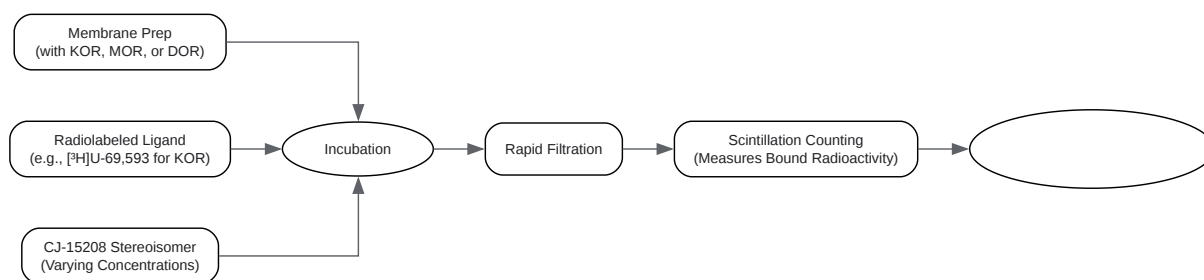 Membrane Prep
(with KOR, MOR, or DOR)
Radiolabeled Ligand
(e.g., [³H]U-69,593 for KOR)
Incubation
Rapid Filtration
Scintillation Counting
(Measures Bound Radioactivity)
CJ-15208 Stereoisomer
(Varying Concentrations)